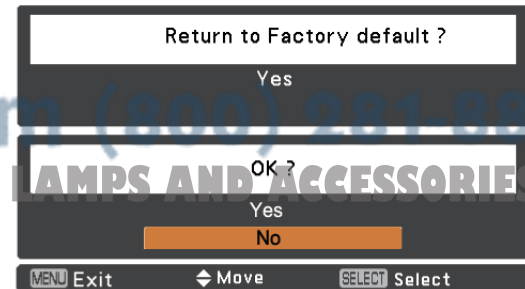 Return to Factory default ?
Yes
m (800) 281-88
OK ?
LAMPS AND ACCESSORIES
Yes
No
MENU Exit Move SELECT Select